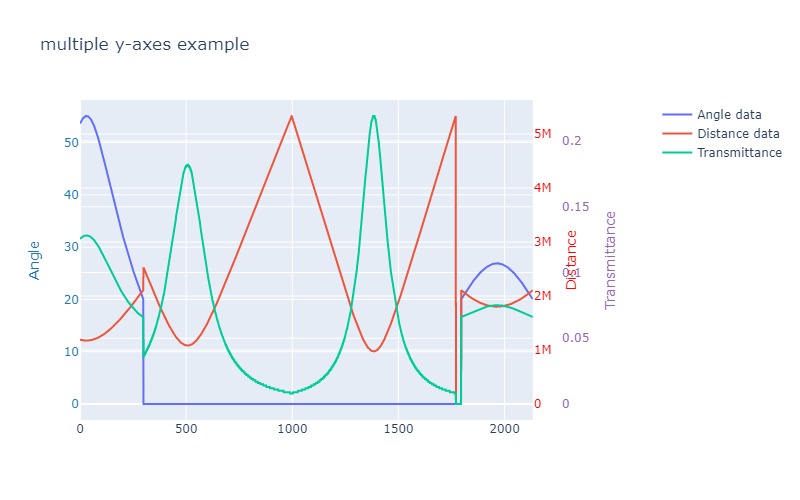 multiple y-axes example
Angle data
Distance data
Transmittance
50
40
30
20
10
0
Angle
5M
4M
3M
2M
1M
0
Distance
0.2
0.15
0.1
0.05
0
Transmittance
0
500
1000
1500
2000